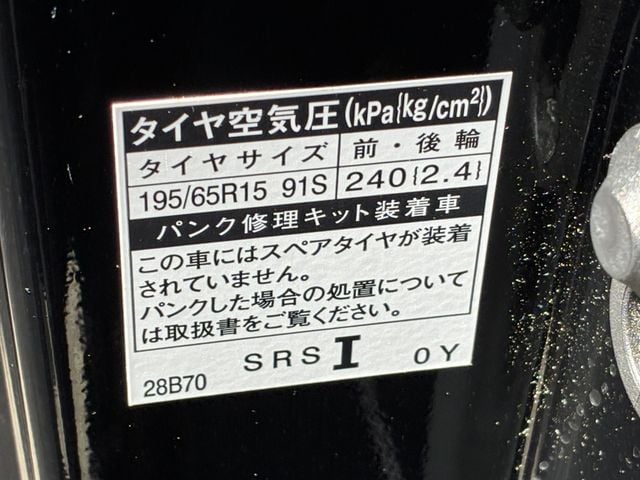 タイヤ空気圧(kPa{kg/cm²})
タイヤサイズ 前・後輪
195/65R15 91S 240{2.4}
パンク修理キット装着車
この車にはスペアタイヤが装着
されていません。
パンクした場合の処置について
は取扱書をご覧ください。
28B70 SRSI 0Y